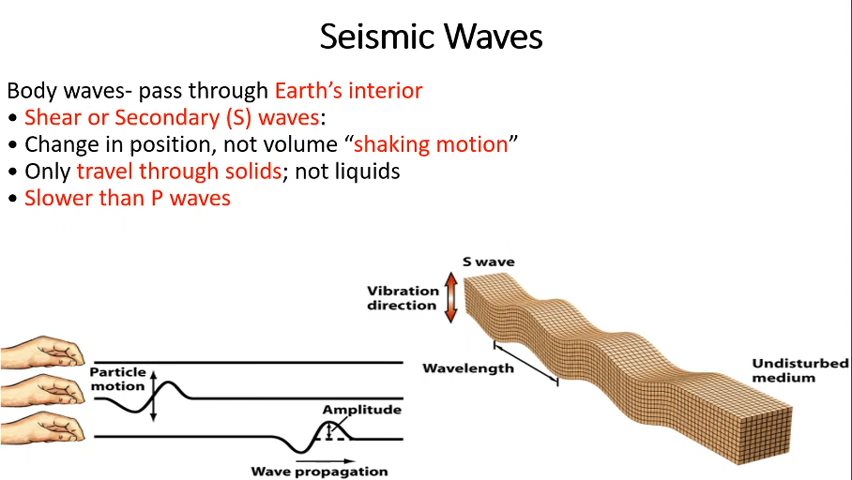 Seismic Waves
Body waves- pass through Earth’s interior
• Shear or Secondary (S) waves:
• Change in position, not volume “shaking motion”
• Only travel through solids; not liquids
• Slower than P waves
S wave
Vibration
direction
Wavelength
Undisturbed
medium
Particle
motion
Amplitude
Wave propagation